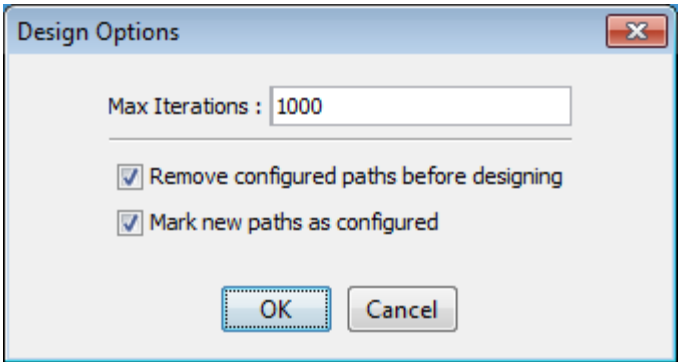 Design Options
Max Iterations : 1000
Remove configured paths before designing
Mark new paths as configured
OK Cancel